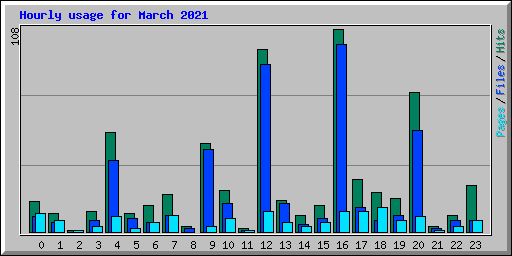 Hourly usage for March 2021
108
Pages/Files/Hits
0 1 2 3 4 5 6 7 8 9 10 11 12 13 14 15 16 17 18 19 20 21 22 23